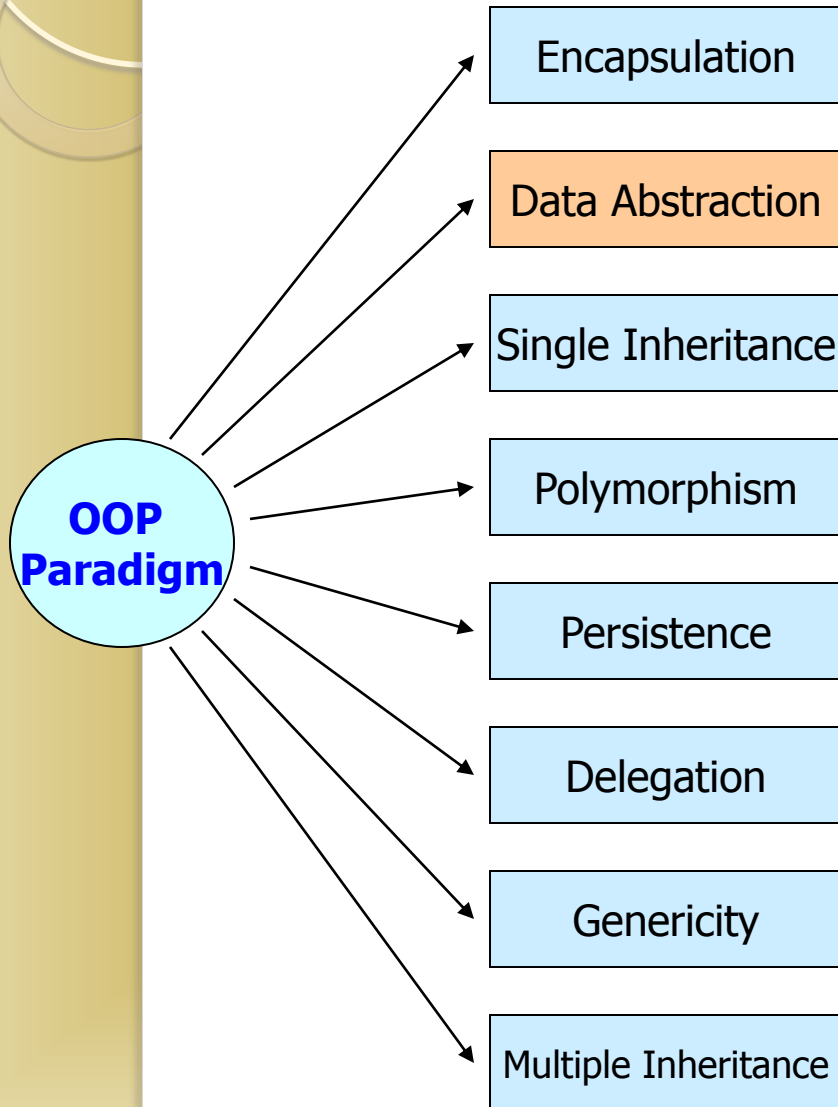 Encapsulation
Data Abstraction
Single Inheritance
Polymorphism
OOP
Paradigm
Persistence
Delegation
Genericity
Multiple Inheritance